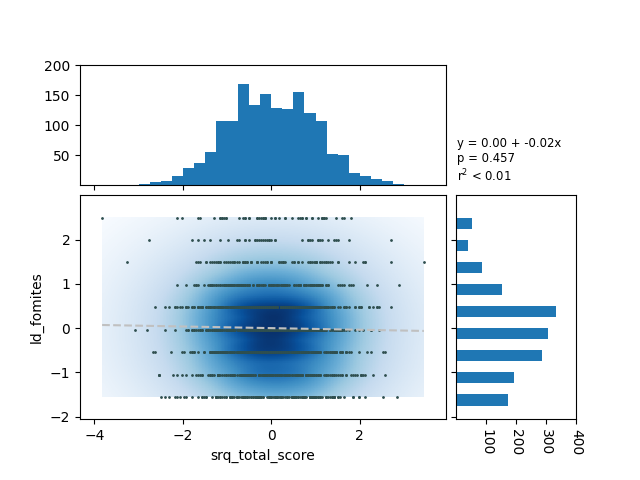 200
150
100
50
y = 0.00 + -0.02x
p = 0.457
r² < 0.01
ld_fomites
2
1
0
−1
−2
−4 −2 0 2
srq_total_score
100 200 300 400